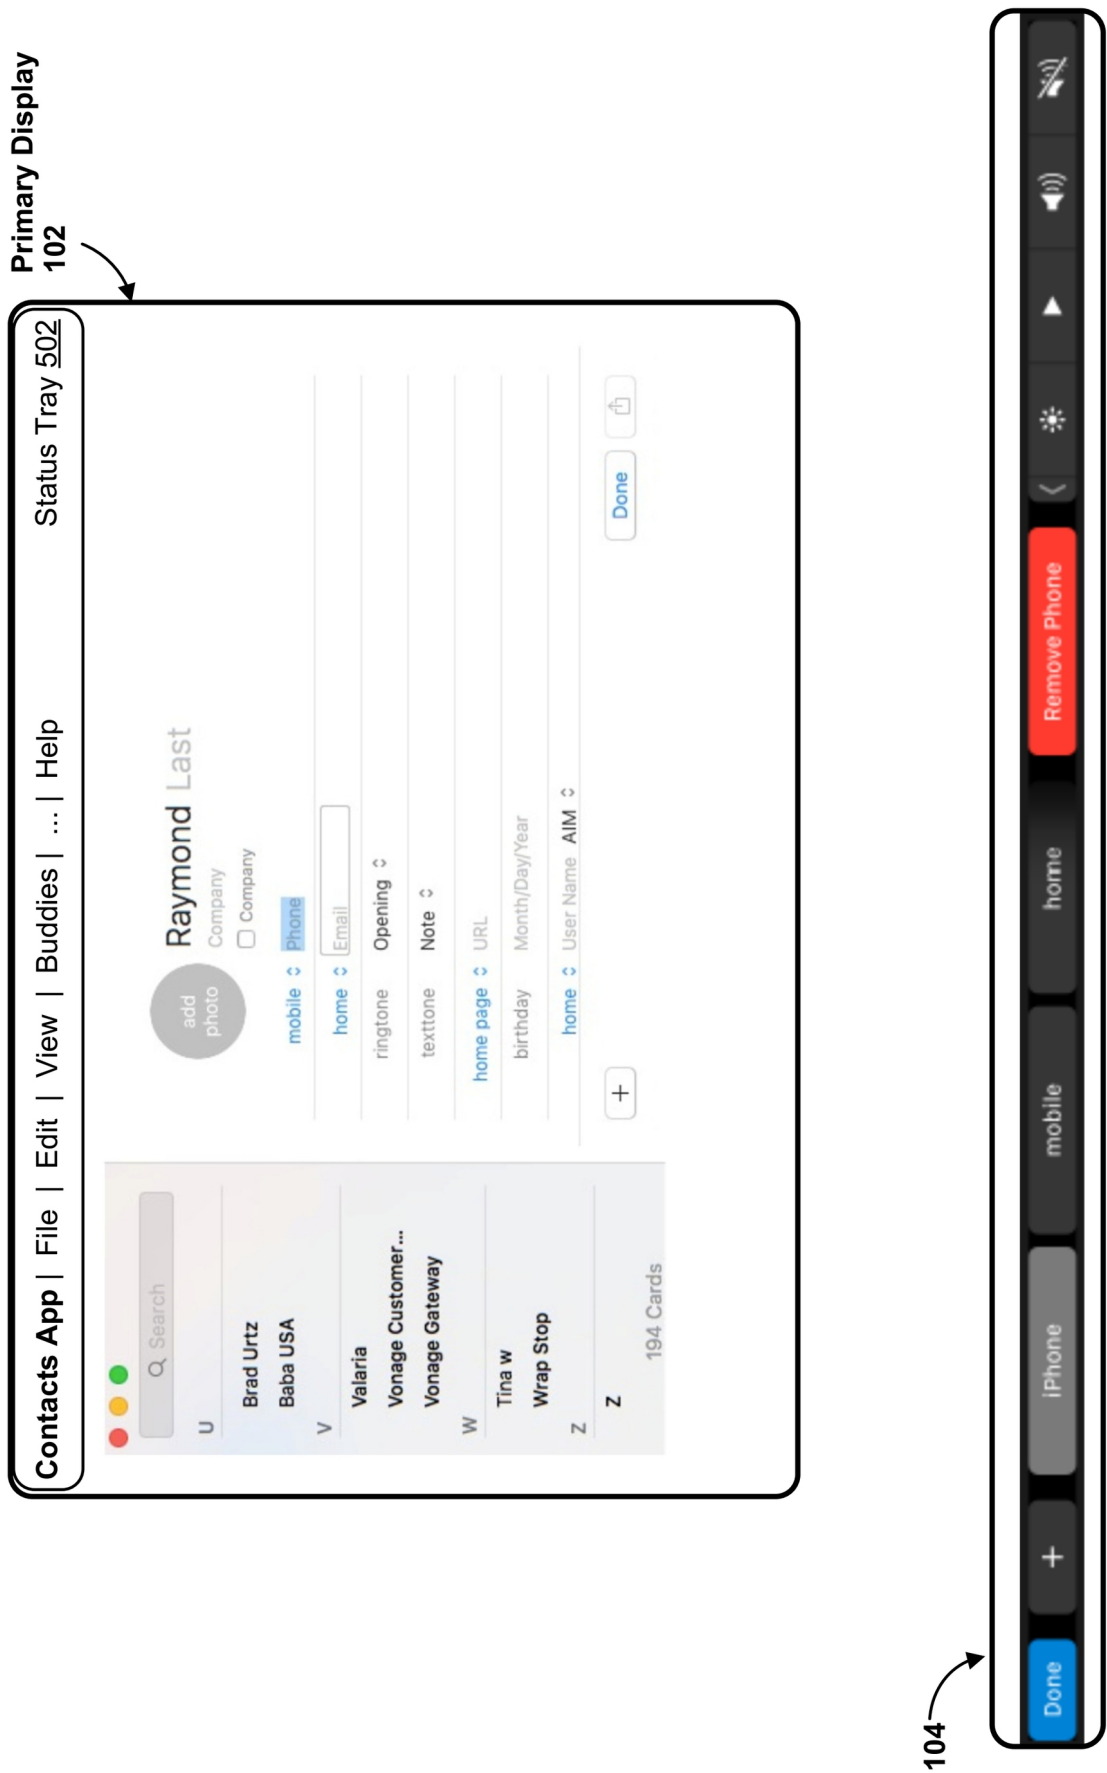 Primary Display
102
Contacts App | File | Edit | View | Buddies | ... | Help
Status Tray 502
Search
U
Brad Urtz
Baba USA
V
Valaria
Vonage Customer...
Vonage Gateway
W
Tina w
Wrap Stop
Z
Z
194 Cards
add
photo
Raymond Last
Company
Company
mobile Phone
home Email
ringtone Opening
texttone Note
home page URL
birthday Month/Day/Year
home User Name AIM
+ Done
104
Done + iPhone mobile home Remove Phone